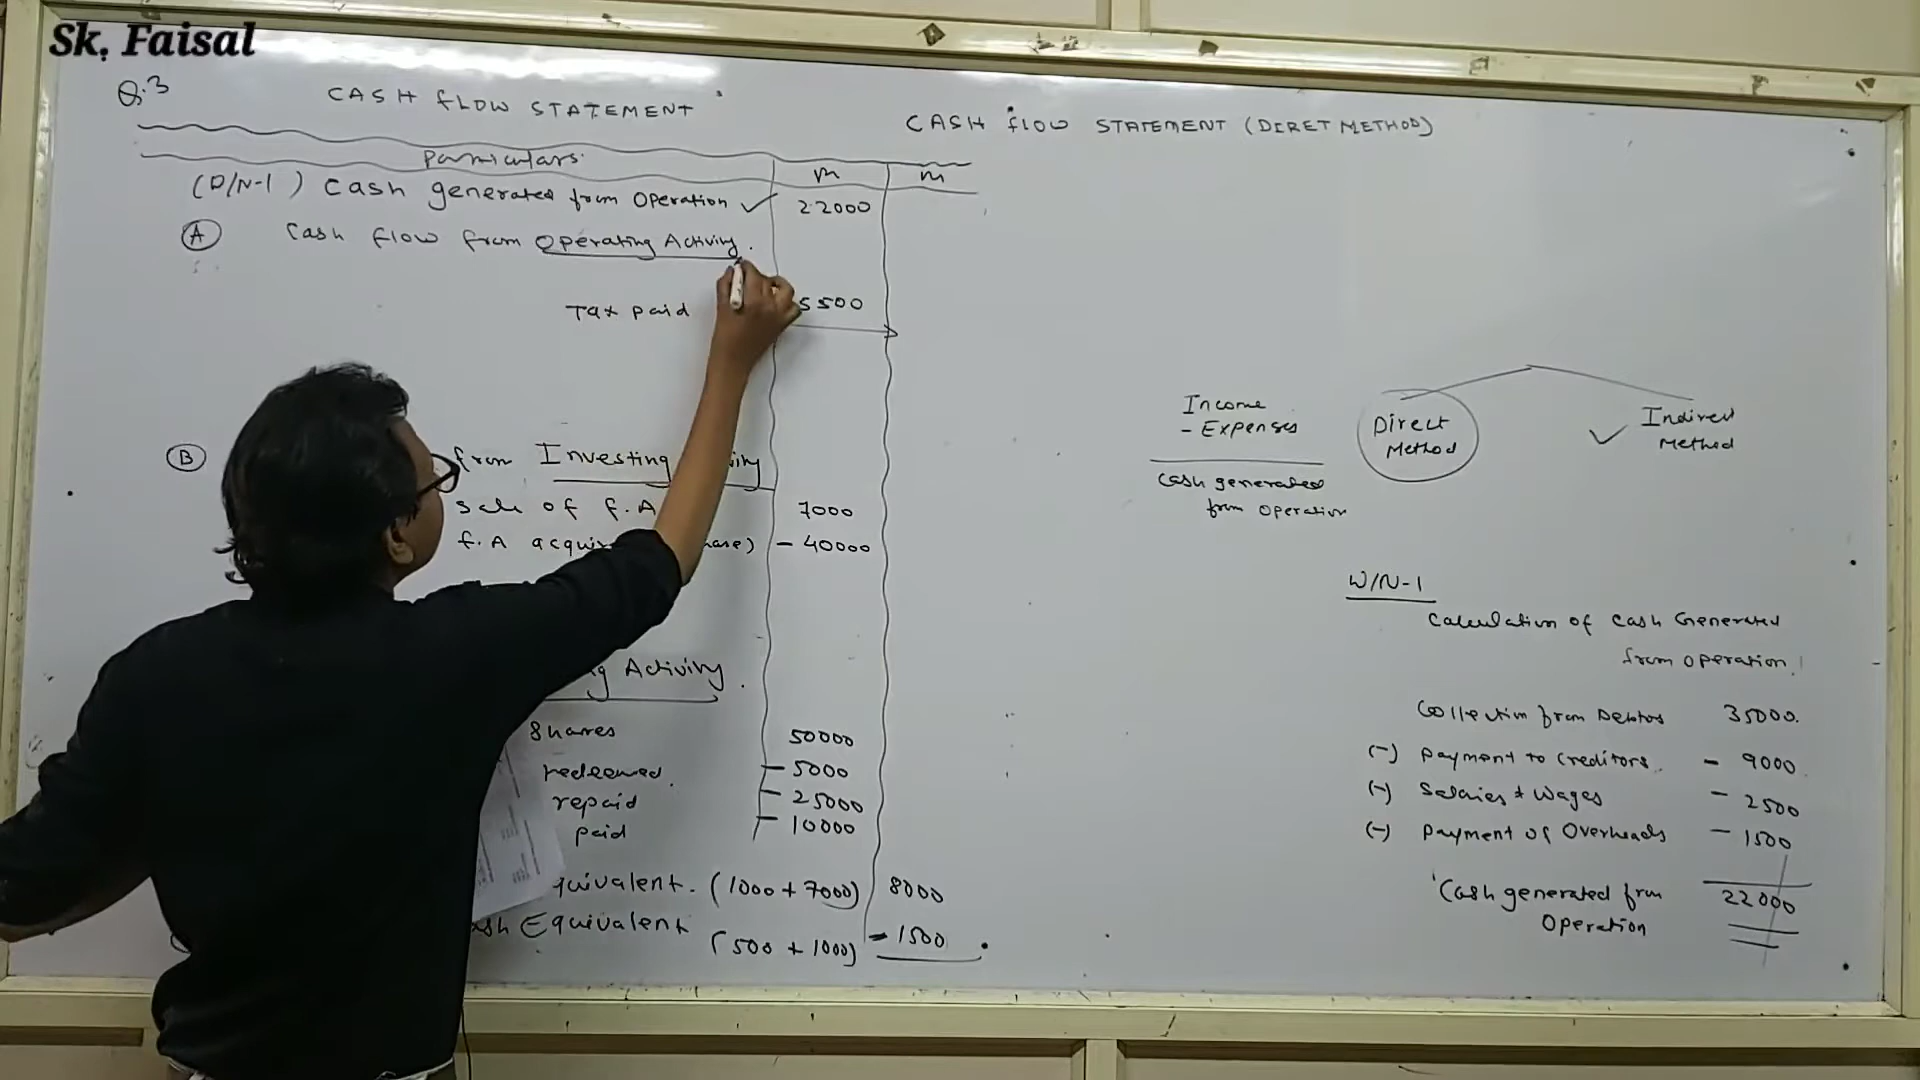 Sk. Faisal
Q.3
CASH FLOW STATEMENT
Particulars
m
m
(D/N-1) Cash generated from Operation ✓ 22000
A Cash flow from Operating Activity.
Tax paid 5500
B from Investing
Sale of F.A 7000
F.A - 40000
Activity.
Shares 50000
redeemed. - 5000
repaid - 25000
paid - 10000
quivalent. (1000 + 7000) 8000
Equivalent (500 + 1000) - 1500
CASH FLOW STATEMENT (DIRET METHOD)
Income
- Expenses
Cash generated
from Operation
Direct
Method
✓ Indirect
Method
W/N-1
Calculation of Cash Generated
from Operation
Collection from Debtors 35000.
(-) Payment to Creditors. - 9000
(-) Salaries + Wages - 2500
(-) Payment of Overheads - 1500
Cash generated from 22000
Operation